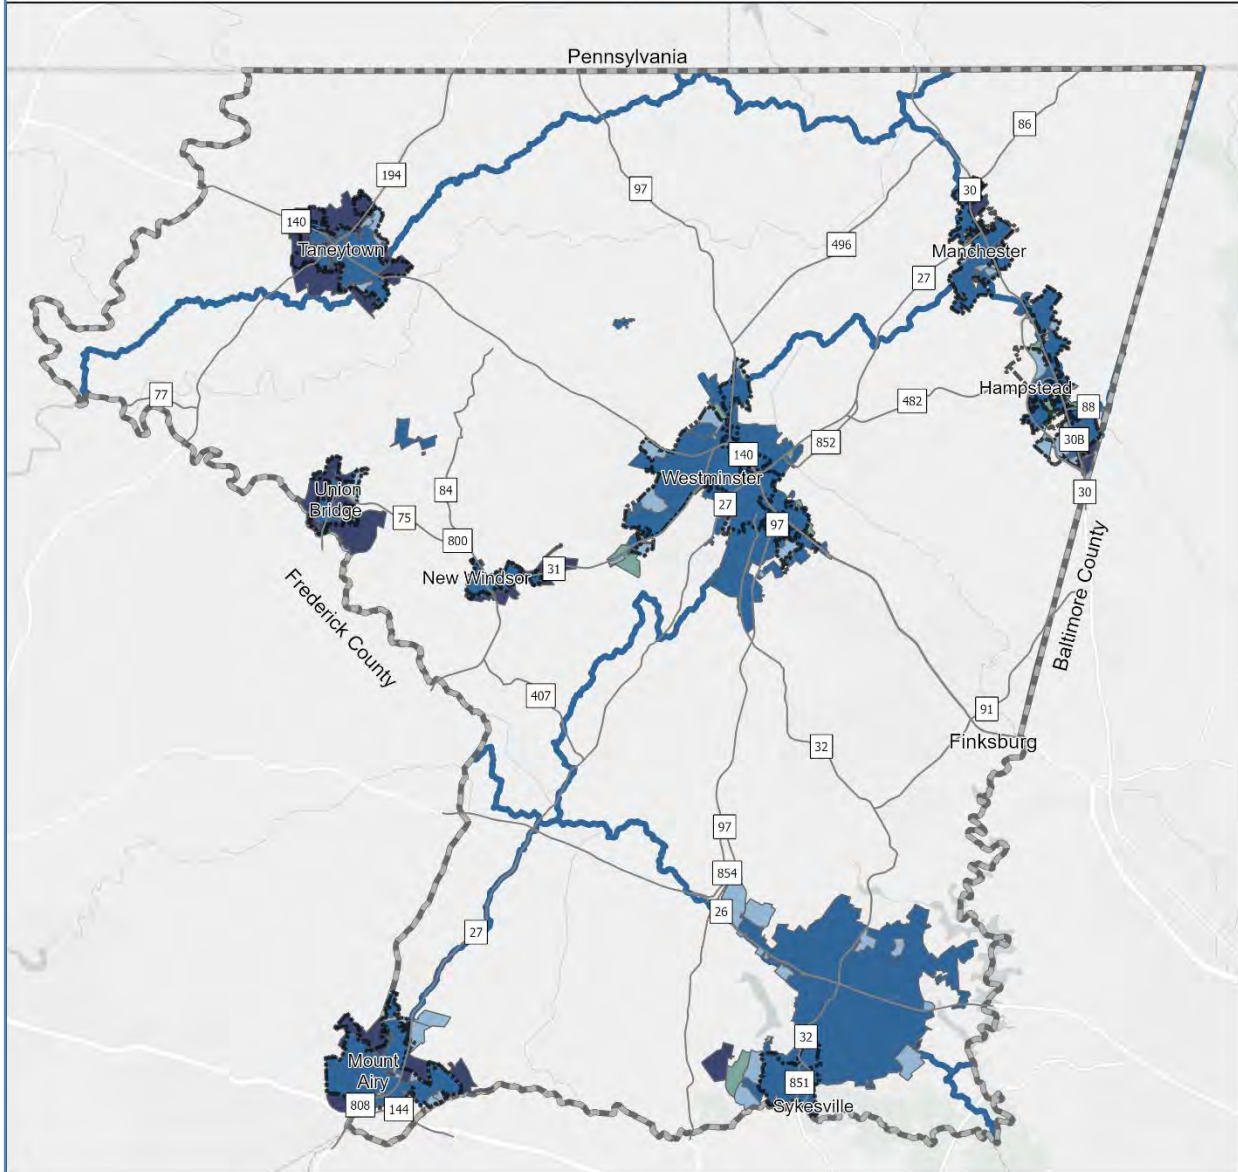 Pennsylvania
86
194
97
30
140
Taneytown
496
Manchester
27
77
Hampstead
482
88
852
30B
140
Westminster
Union
Bridge
84
27
30
75
97
800
New Windsor
31
Frederick County
Baltimore County
407
91
32
Finksburg
97
854
26
27
32
Mount
Airy
851
808
144
Sykesville